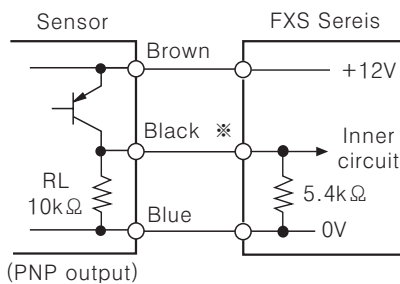 Sensor
FXS Sereis
Brown
+12V
Black ※
Inner
circuit
RL
10kΩ
5.4kΩ
Blue
0V
(PNP output)